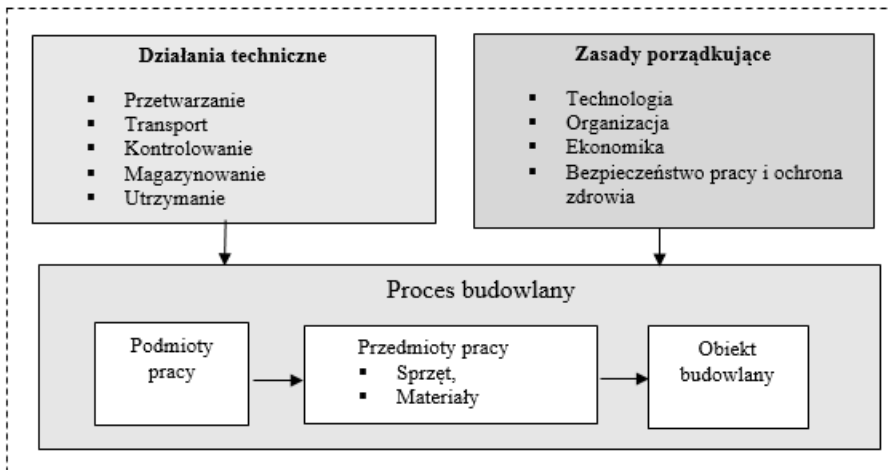 Działania techniczne
▪ Przetwarzanie
▪ Transport
▪ Kontrolowanie
▪ Magazynowanie
▪ Utrzymanie
Zasady porządkujące
▪ Technologia
▪ Organizacja
▪ Ekonomika
▪ Bezpieczeństwo pracy i ochrona
zdrowia
Proces budowlany
Podmioty
pracy
Przedmioty pracy
▪ Sprzęt,
▪ Materiały
Obiekt
budowlany